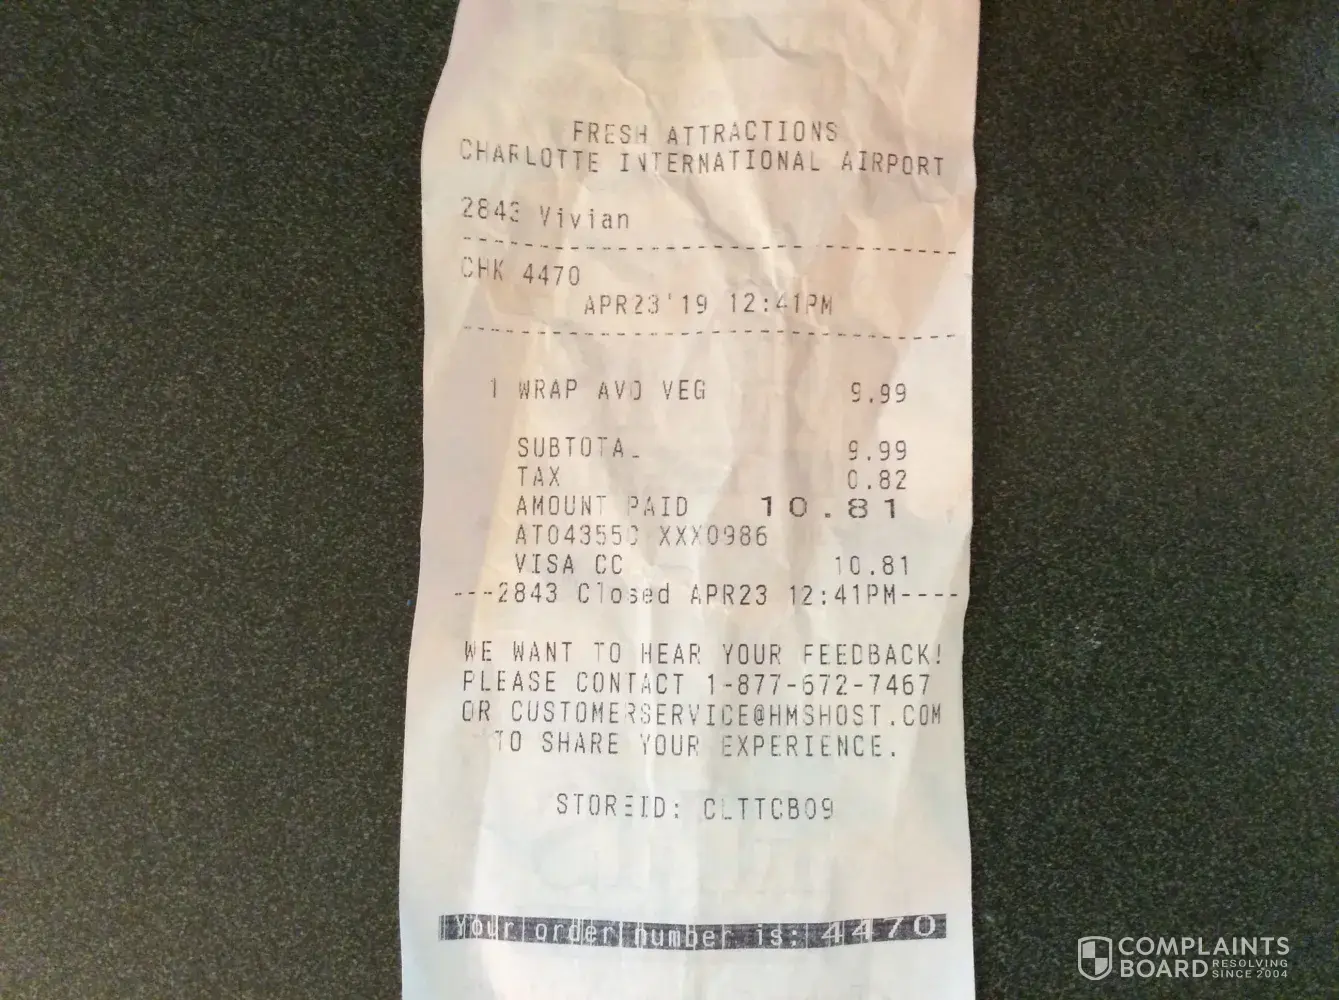 FRESH ATTRACTIONS
CHARLOTTE INTERNATIONAL AIRPORT
2843 Vivian
CHK 4470
APR23'19 12:41PM
1 WRAP AVO VEG 9.99
SUBTOTAL 9.99
TAX 0.82
AMOUNT PAID 10.81
AT04355C XXX0986
VISA CC 10.81
---2843 Closed APR23 12:41PM----
WE WANT TO HEAR YOUR FEEDBACK!
PLEASE CONTACT 1-877-672-7467
OR CUSTOMERSERVICE@HMSHOST.COM
TO SHARE YOUR EXPERIENCE.
STOREID: CLTTCB09
Your order number is: 4470
COMPLAINTS
BOARD RESOLVING
SINCE 2004